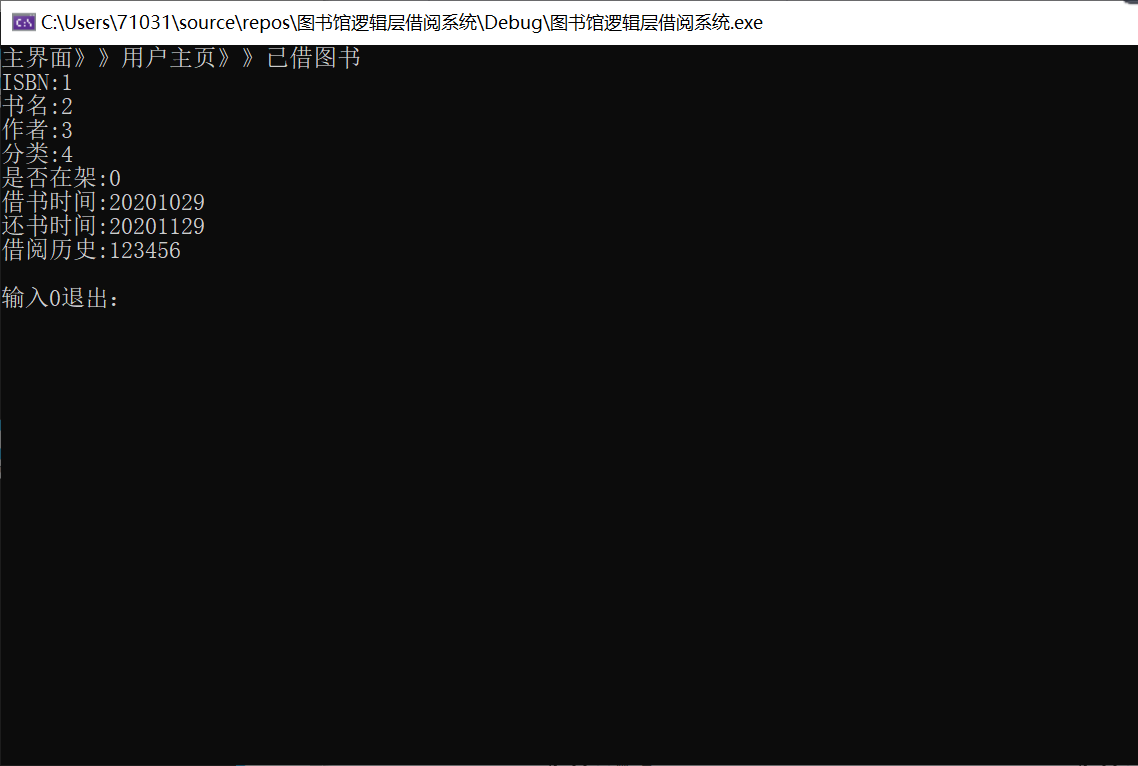 C:\Users\71031\source\repos\图书馆逻辑层借阅系统\Debug\图书馆逻辑层借阅系统.exe
主界面》》用户主页》》已借图书
ISBN:1
书名:2
作者:3
分类:4
是否在架:0
借书时间:20201029
还书时间:20201129
借阅历史:123456
输入0退出：